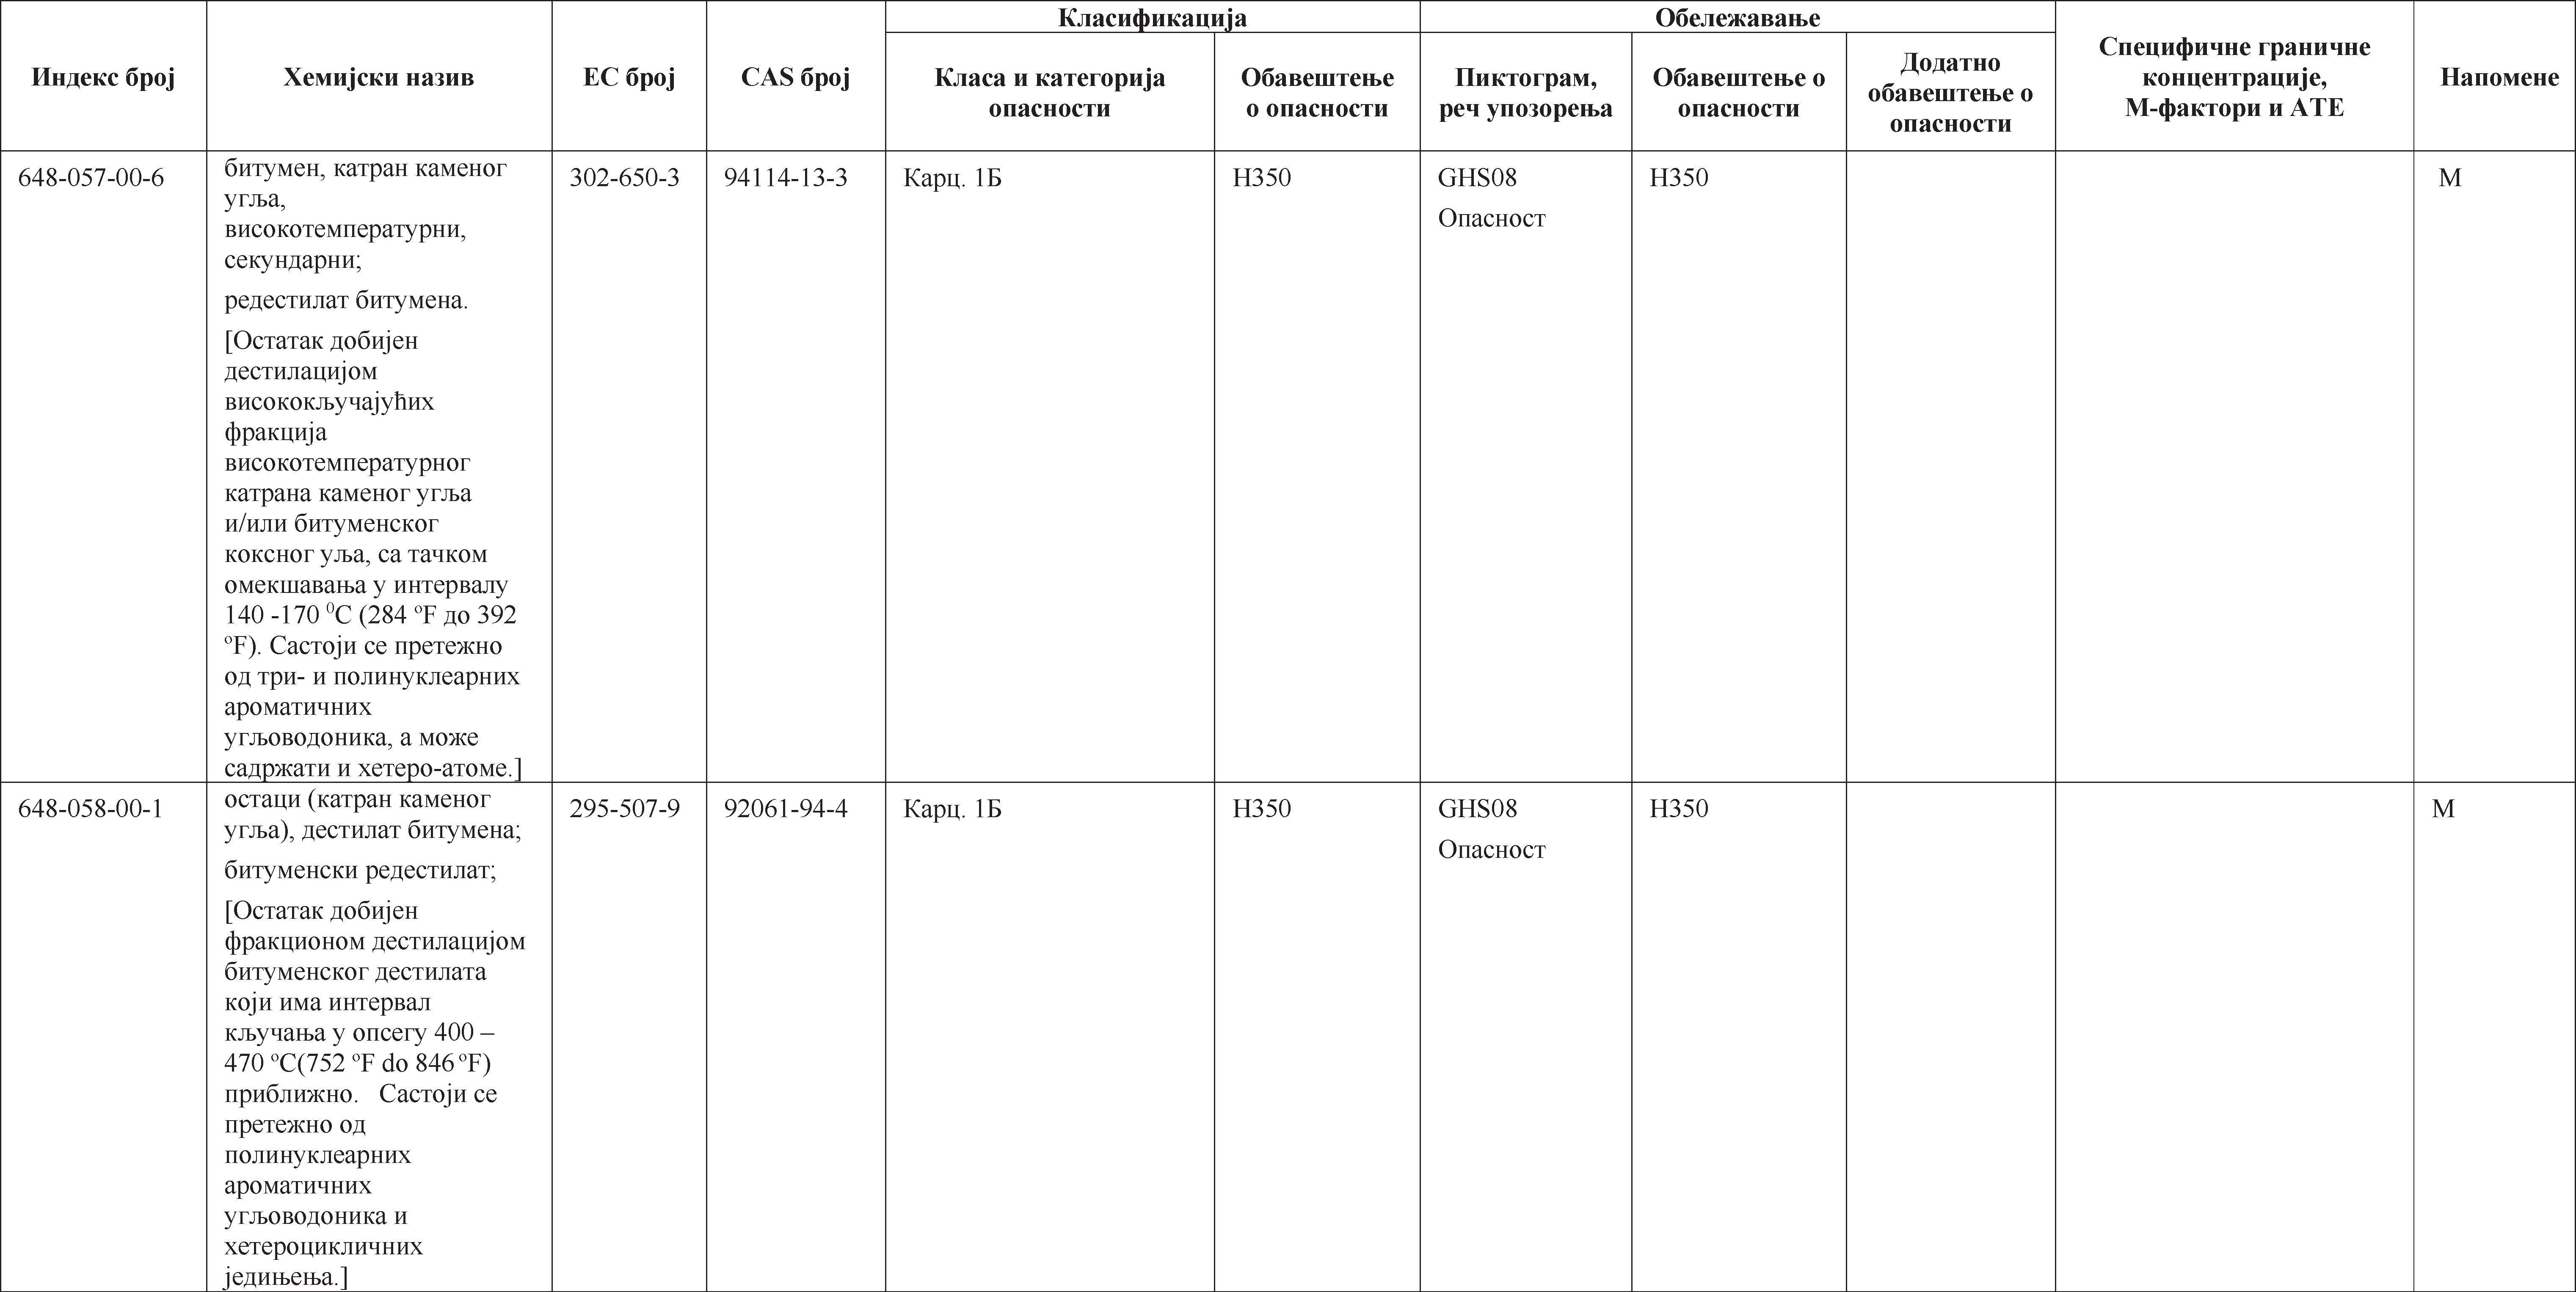 Класификација
Обележавање
Индекс број
Хемијски назив
ЕС број
CAS број
Класа и категорија
опасности
Обавештење
о опасности
Пиктограм,
реч упозорења
Обавештење о
опасности
Додатно
обавештење о
опасности
Специфичне граничне
концентрације,
М-фактори и АТЕ
Напомене
648-057-00-6
битумен, катран каменог
угља,
високотемпературни,
секундарни;
редестилат битумена.
[Остатак добијен
дестилацијом
висококључајућих
фракција
високотемпературног
катрана каменог угља
и/или битуменског
коксног уља, са тачком
омекшавања у интервалу
140 -170 ⁰C (284 ºF до 392
ºF). Састоји се претежно
од три- и полинуклеарних
ароматичних
угљоводоника, а може
садржати и хетеро-атоме.]
302-650-3
94114-13-3
Карц. 1Б
H350
GHS08
Опасност
H350
М
648-058-00-1
остаци (катран каменог
угља), дестилат битумена;
битуменски редестилат;
[Остатак добијен
фракционом дестилацијом
битуменског дестилата
који има интервал
кључања у опсегу 400 –
470 ºC(752 ºF do 846 ºF)
приближно.   Састоји се
претежно од
полинуклеарних
ароматичних
угљоводоника и
хетероцикличних
једињења.]
295-507-9
92061-94-4
Карц. 1Б
H350
GHS08
Опасност
H350
М